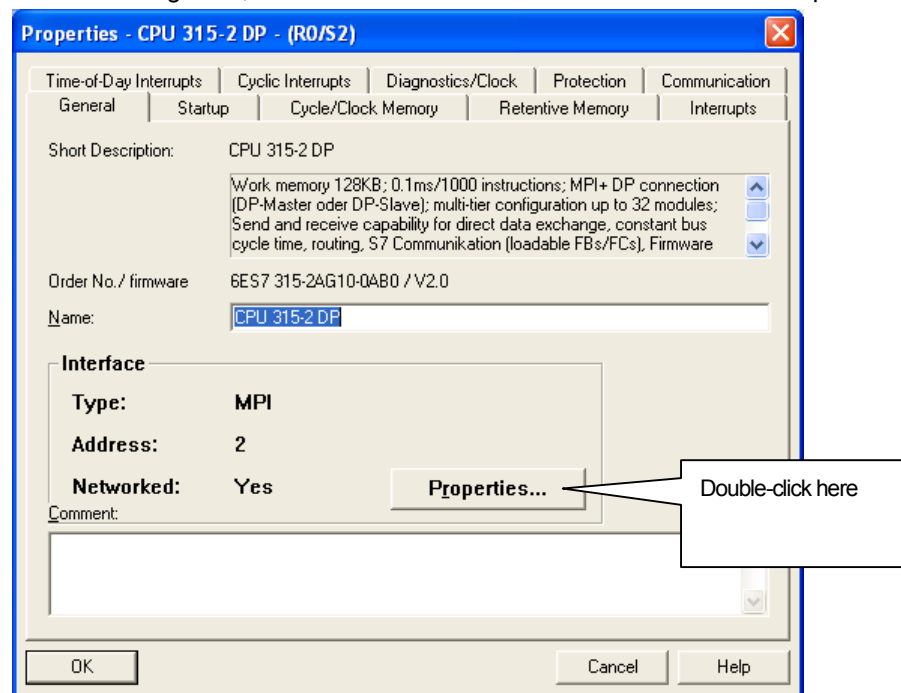 Properties - CPU 315-2 DP - (R0/S2)
Time-of-Day Interrupts Cyclic Interrupts Diagnostics/Clock Protection Communication
General Startup Cycle/Clock Memory Retentive Memory Interrupts
Short Description: CPU 315-2 DP
Work memory 128KB; 0.1ms/1000 instructions; MPI+ DP connection
(DP-Master oder DP-Slave); multi-tier configuration up to 32 modules;
Send and receive capability for direct data exchange, constant bus
cycle time, routing, S7 Communikation (loadable FBs/FCs), Firmware
Order No./ firmware 6ES7 315-2AG10-0AB0 / V2.0
Name: CPU 315-2 DP
Interface
Type: MPI
Address: 2
Networked: Yes Properties... Double-click here
Comment:
OK Cancel Help